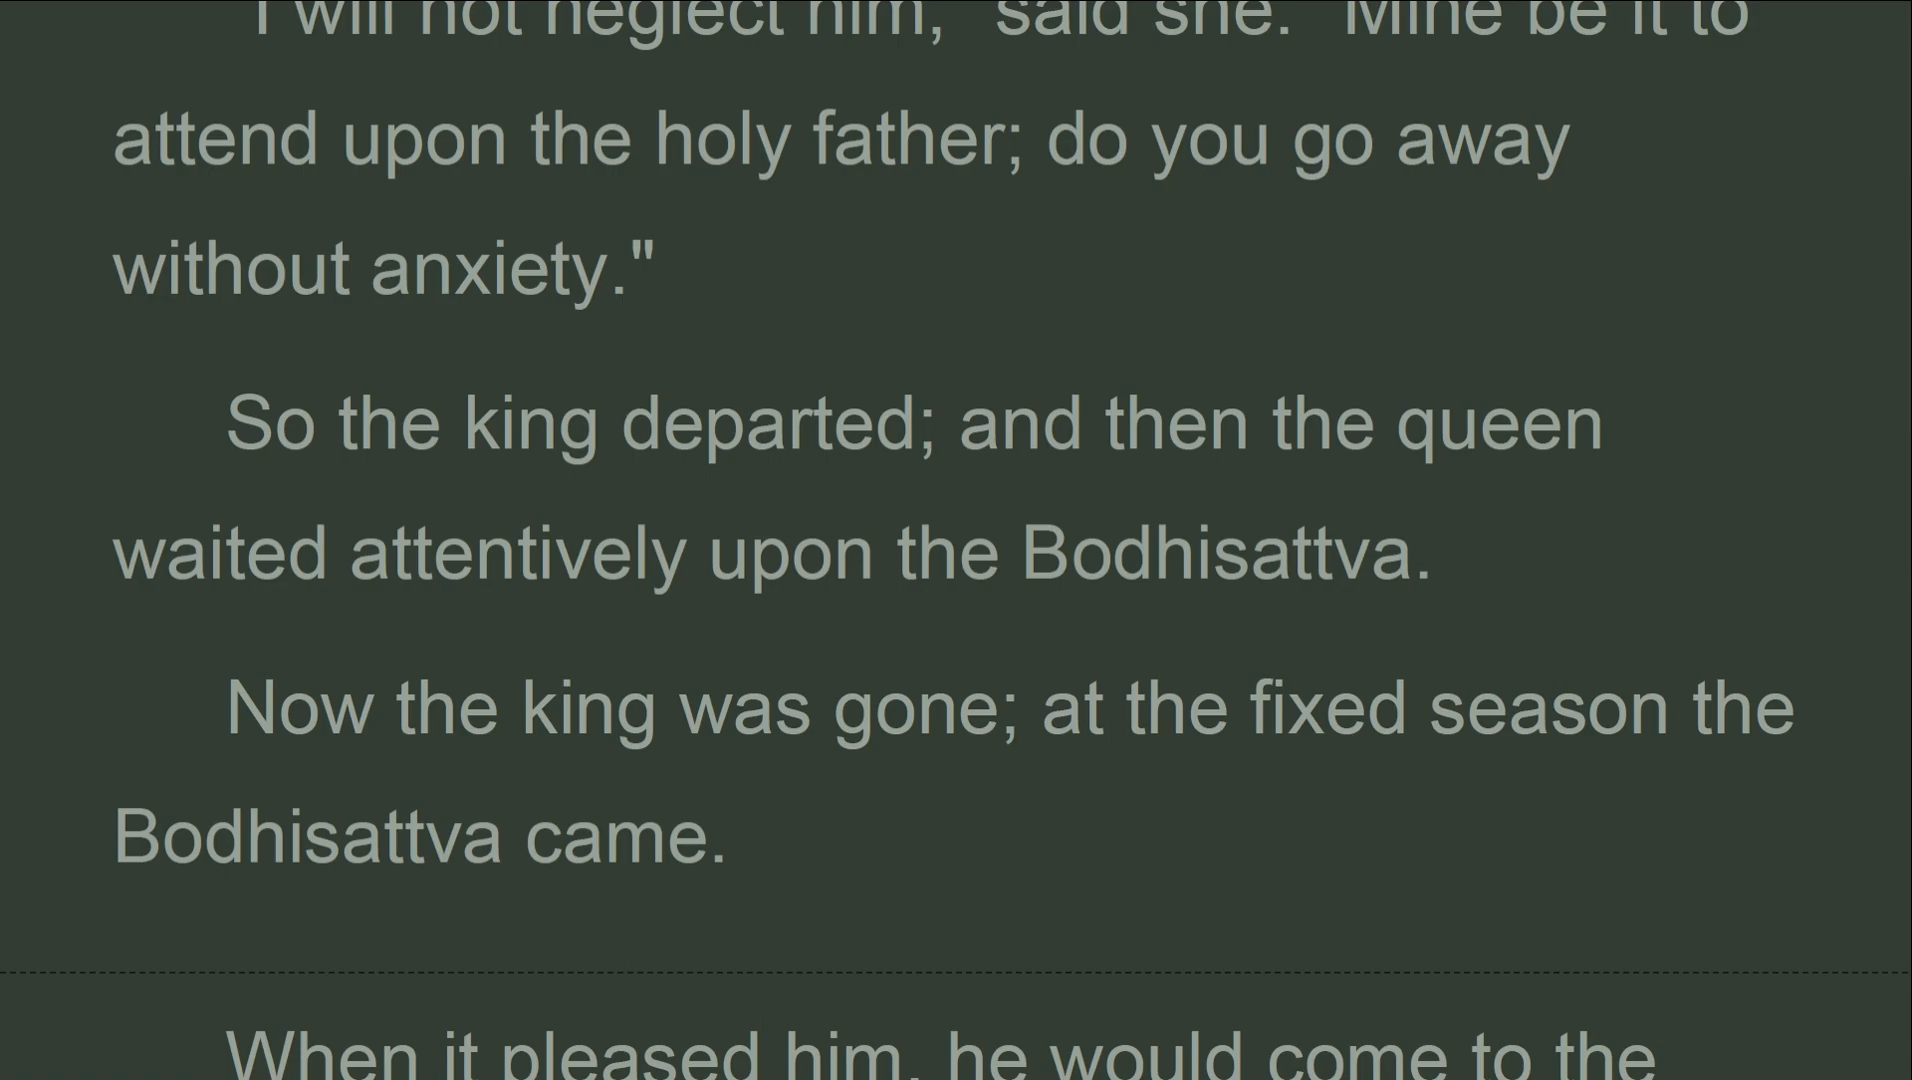 "I will not neglect him," said she. "Mine be it to
attend upon the holy father; do you go away
without anxiety."
So the king departed; and then the queen
waited attentively upon the Bodhisattva.
Now the king was gone; at the fixed season the
Bodhisattva came.
When it pleased him, he would come to the